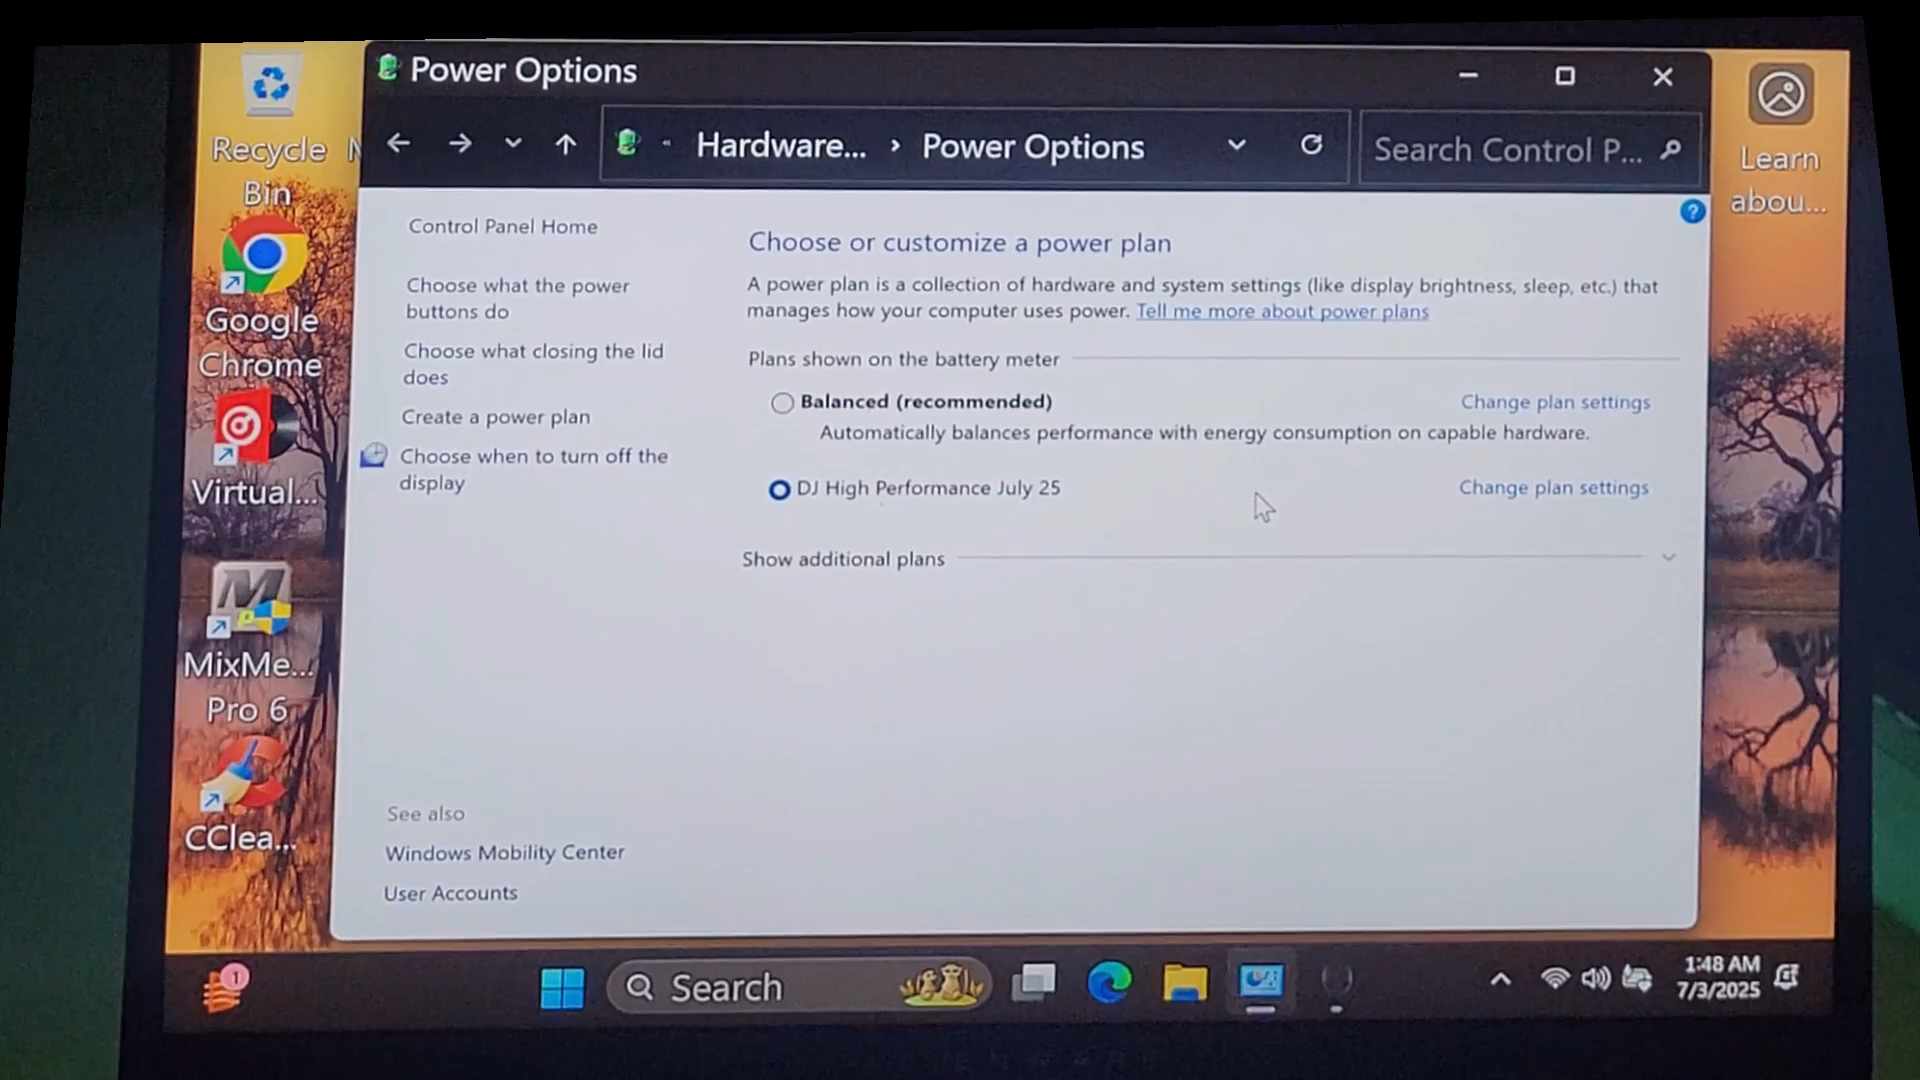 Power Options
Hardware... › Power Options
Search Control P...
Recycle
Bin
Google
Chrome
Virtual...
MixMe...
Pro 6
CClea...
Learn
abou...
Control Panel Home
Choose what the power
buttons do
Choose what closing the lid
does
Create a power plan
Choose when to turn off the
display
See also
Windows Mobility Center
User Accounts
Choose or customize a power plan
A power plan is a collection of hardware and system settings (like display brightness, sleep, etc.) that
manages how your computer uses power. Tell me more about power plans
Plans shown on the battery meter
Balanced (recommended) Change plan settings
Automatically balances performance with energy consumption on capable hardware.
DJ High Performance July 25 Change plan settings
Show additional plans
1
Search
1:48 AM
7/3/2025